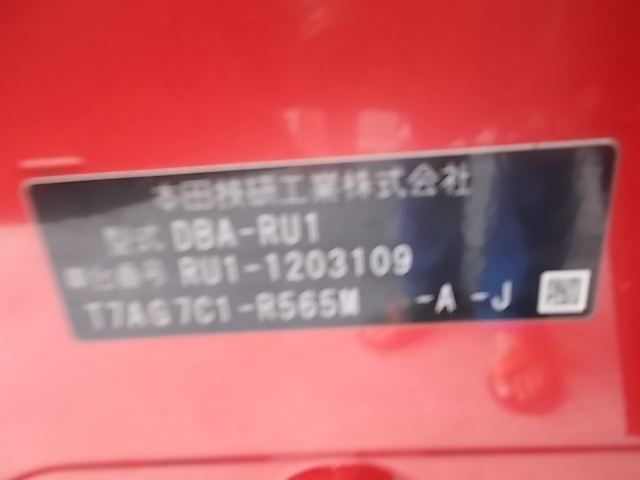 本田技研工業株式会社
型式 DBA-RU1
車台番号 RU1-1203109
T7AG7C1-R565M -A -J